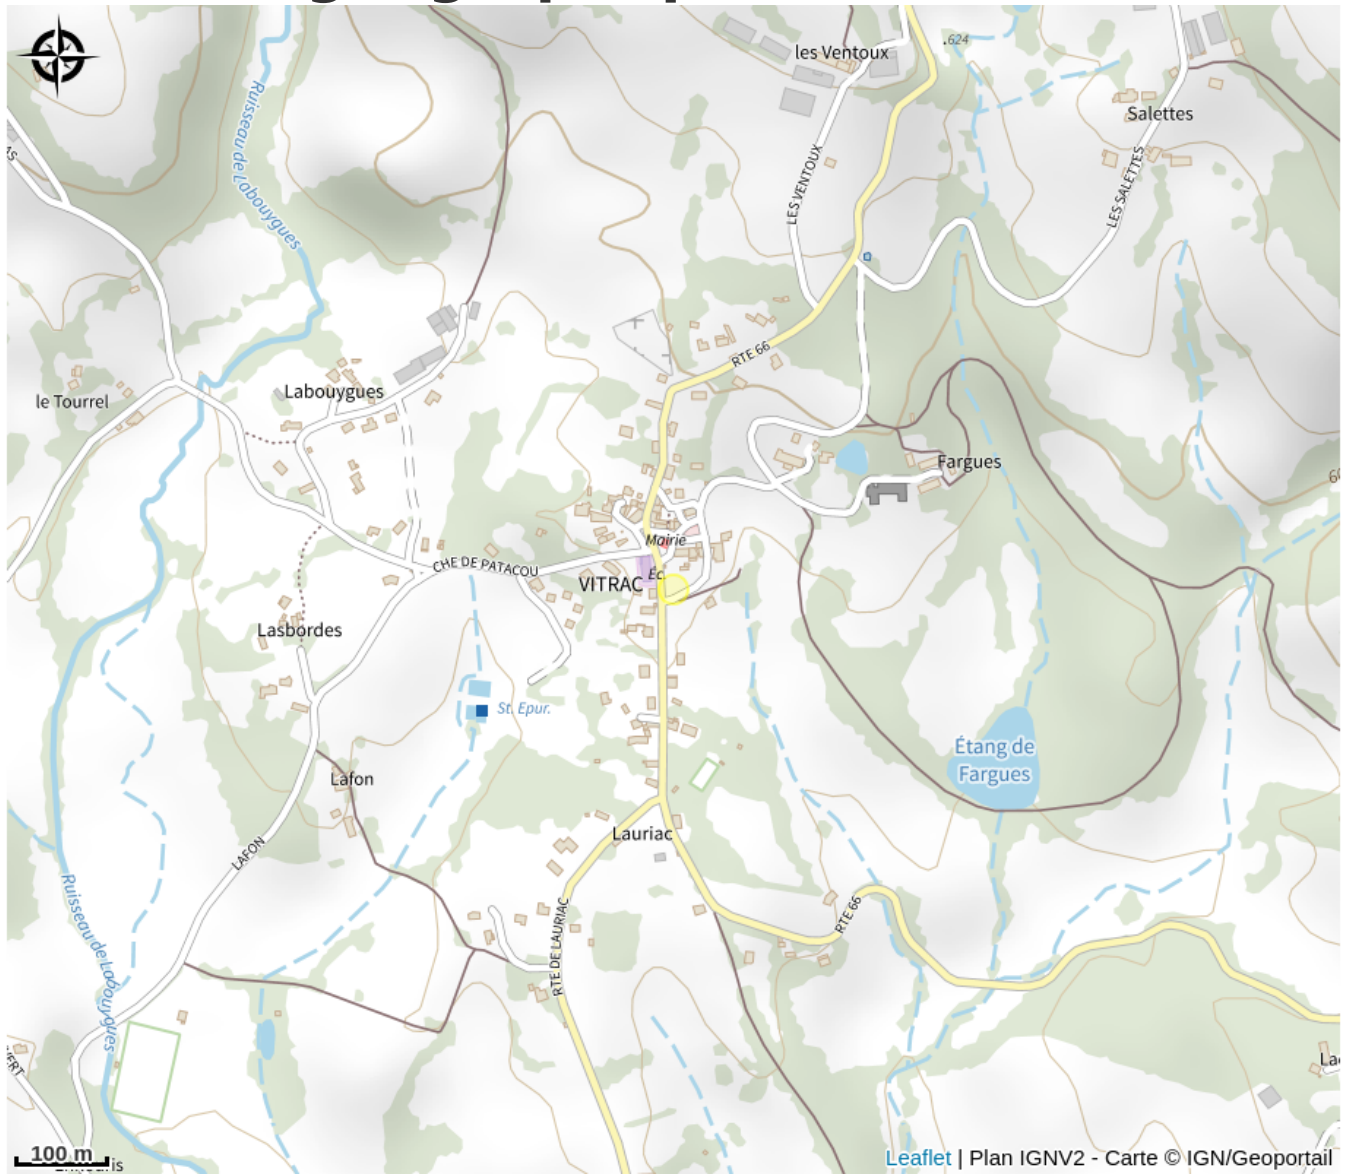 les Ventoux
.624
Salettes
Ruisseau de Labouygues
LES VENTOUX
LES SALETTES
RTE 66
Labouygues
le Tourrel
Fargues
Mairie
Éc
CHE DE PATACOU
VITRAC
Lasbordes
St. Epur.
Étang de
Fargues
Lafon
Lauriac
LAFON
Ruisseau de Labouygues
RTE DE LAURIAC
RTE 66
100 m
Leaflet | Plan IGNV2 - Carte © IGN/Geoportail